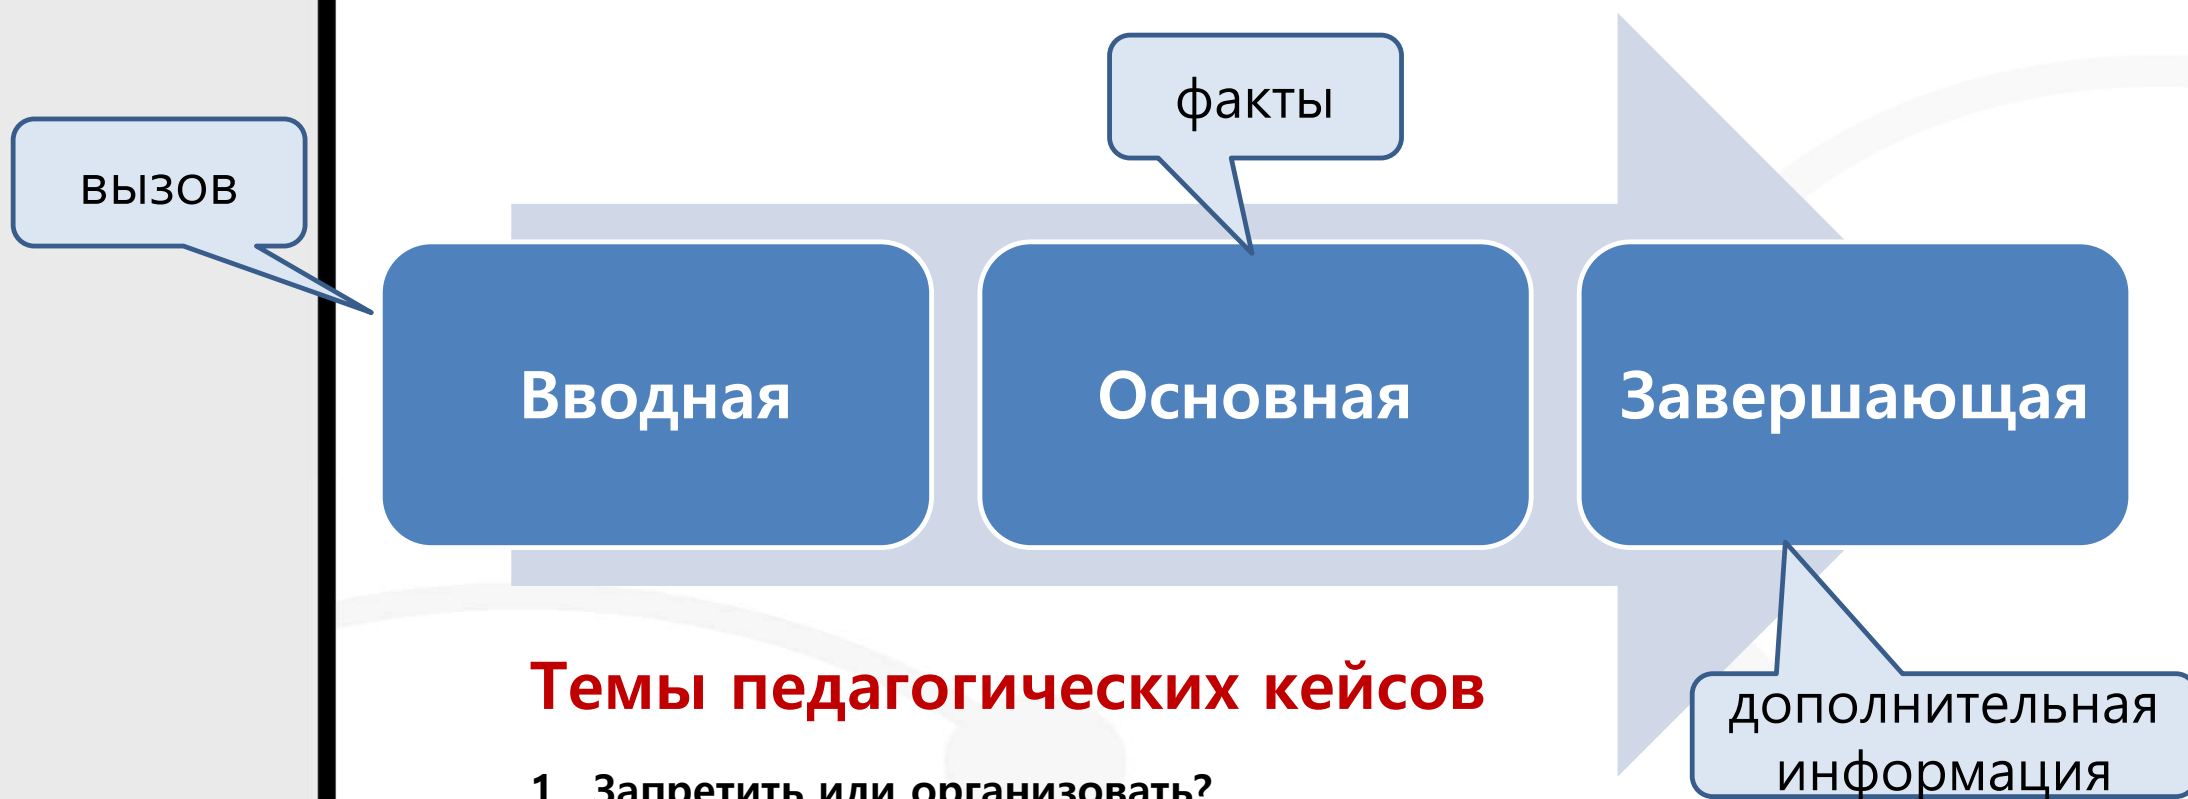 факты
вызов
Вводная
Основная
Завершающая
Темы педагогических кейсов
дополнительная
информация
1 Запретить или организовать?